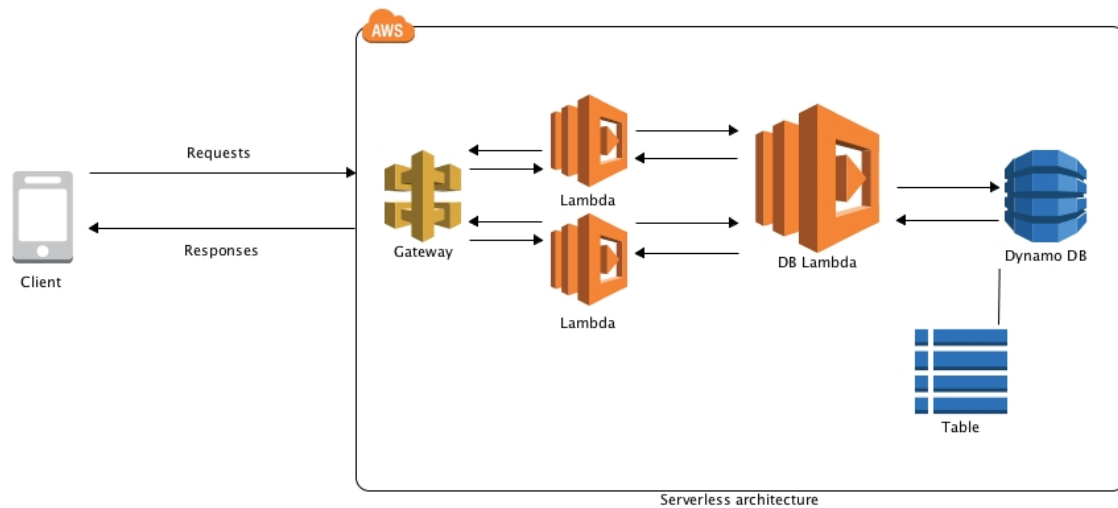 AWS
Requests
Responses
Client
Gateway
Lambda
Lambda
DB Lambda
Dynamo DB
Table
Serverless architecture